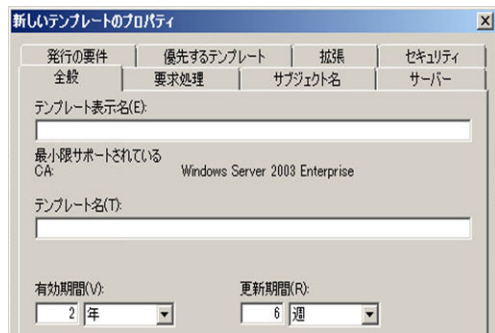 新しいテンプレートのプロパティ
発行の要件 優先するテンプレート 拡張 セキュリティ
全般 要求処理 サブジェクト名 サーバー
テンプレート表示名(E):
最小限サポートされている
CA: Windows Server 2003 Enterprise
テンプレート名(T):
有効期間(V): 更新期間(R):
2 年 6 週